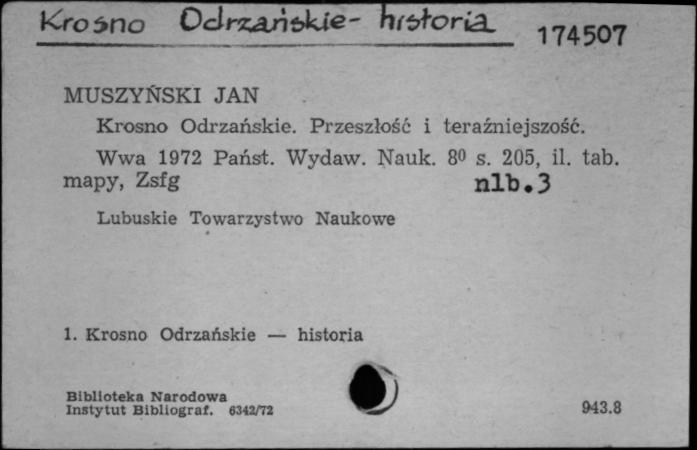 Krosno Odrzańskie- historia
174507
MUSZYŃSKI JAN
Krosno Odrzańskie. Przeszłość i teraźniejszość.
Wwa 1972 Państ. Wydaw. Nauk. 8⁰ s. 205, il. tab.
mapy, Zsfg nlb.3
Lubuskie Towarzystwo Naukowe
1. Krosno Odrzańskie — historia
Biblioteka Narodowa
Instytut Bibliograf. 6342/72
943.8